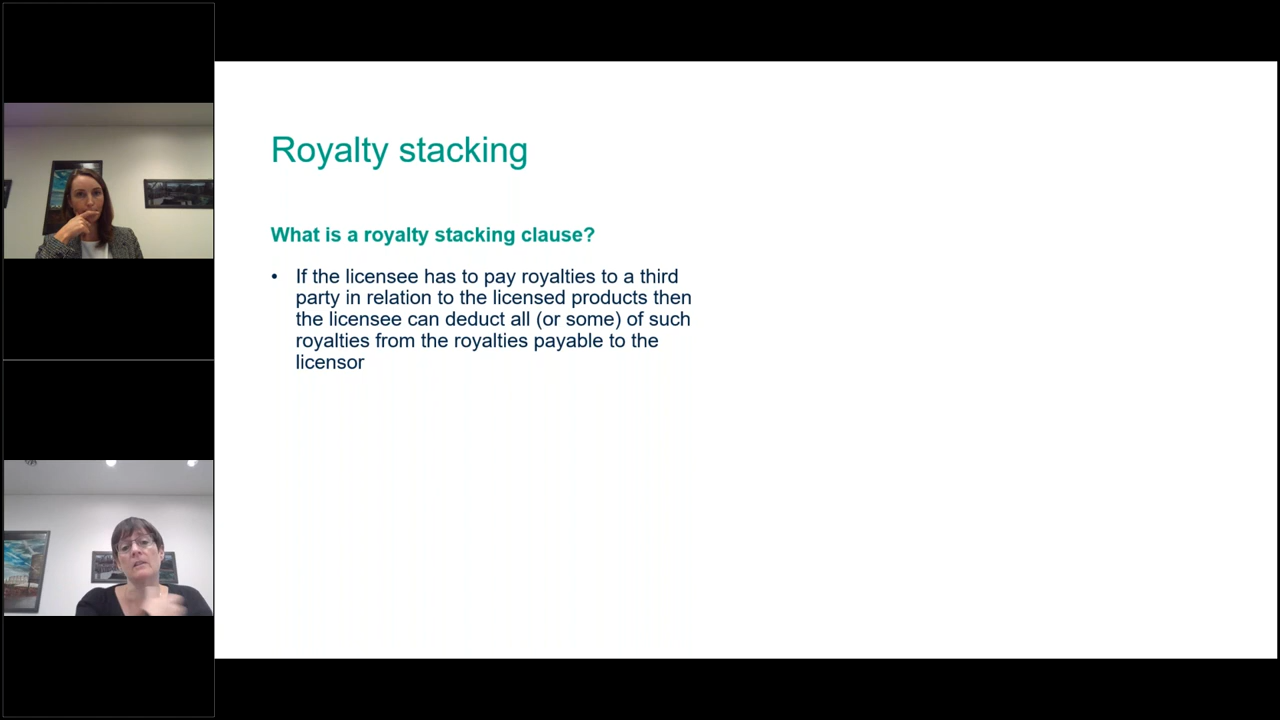 Royalty stacking
What is a royalty stacking clause?
• If the licensee has to pay royalties to a third
party in relation to the licensed products then
the licensee can deduct all (or some) of such
royalties from the royalties payable to the
licensor